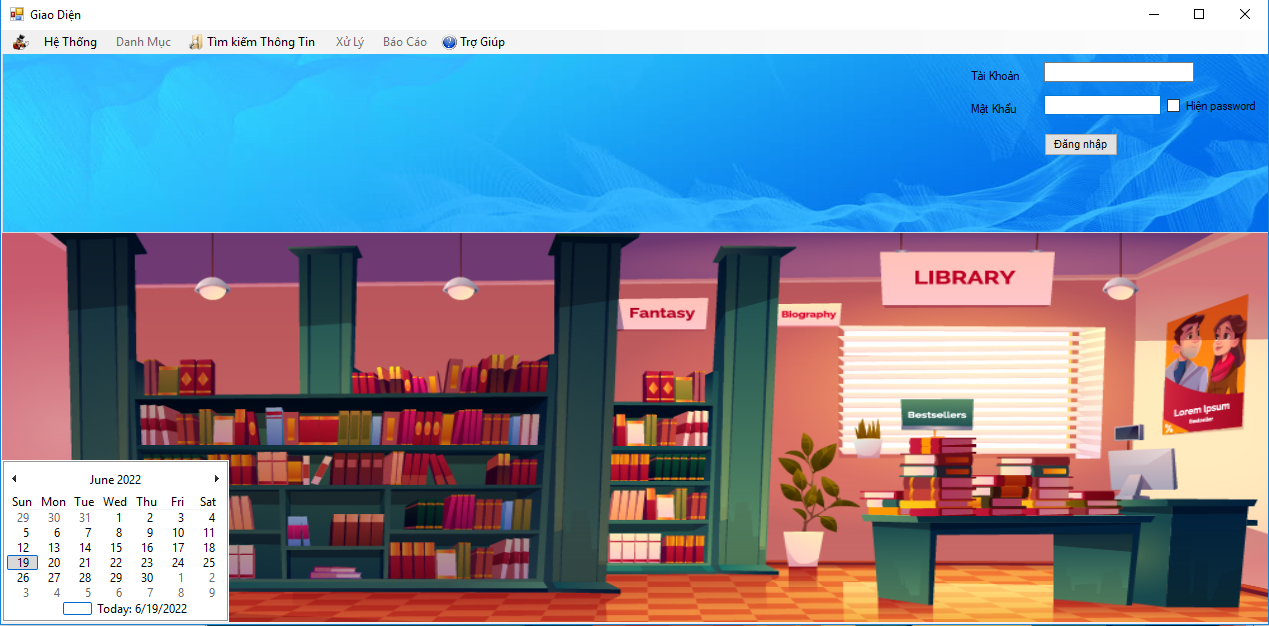 Giao Diện
Hệ Thống Danh Mục Tìm kiếm Thông Tin Xử Lý Báo Cáo Trợ Giúp
Tài Khoản
Mật Khẩu Hiện password
Đăng nhập
LIBRARY
Fantasy
Biography
Bestsellers
Lorem Ipsum
Bestseller
%
June 2022
Sun Mon Tue Wed Thu Fri Sat
29 30 31 1 2 3 4
5 6 7 8 9 10 11
12 13 14 15 16 17 18
19 20 21 22 23 24 25
26 27 28 29 30 1 2
3 4 5 6 7 8 9
Today: 6/19/2022